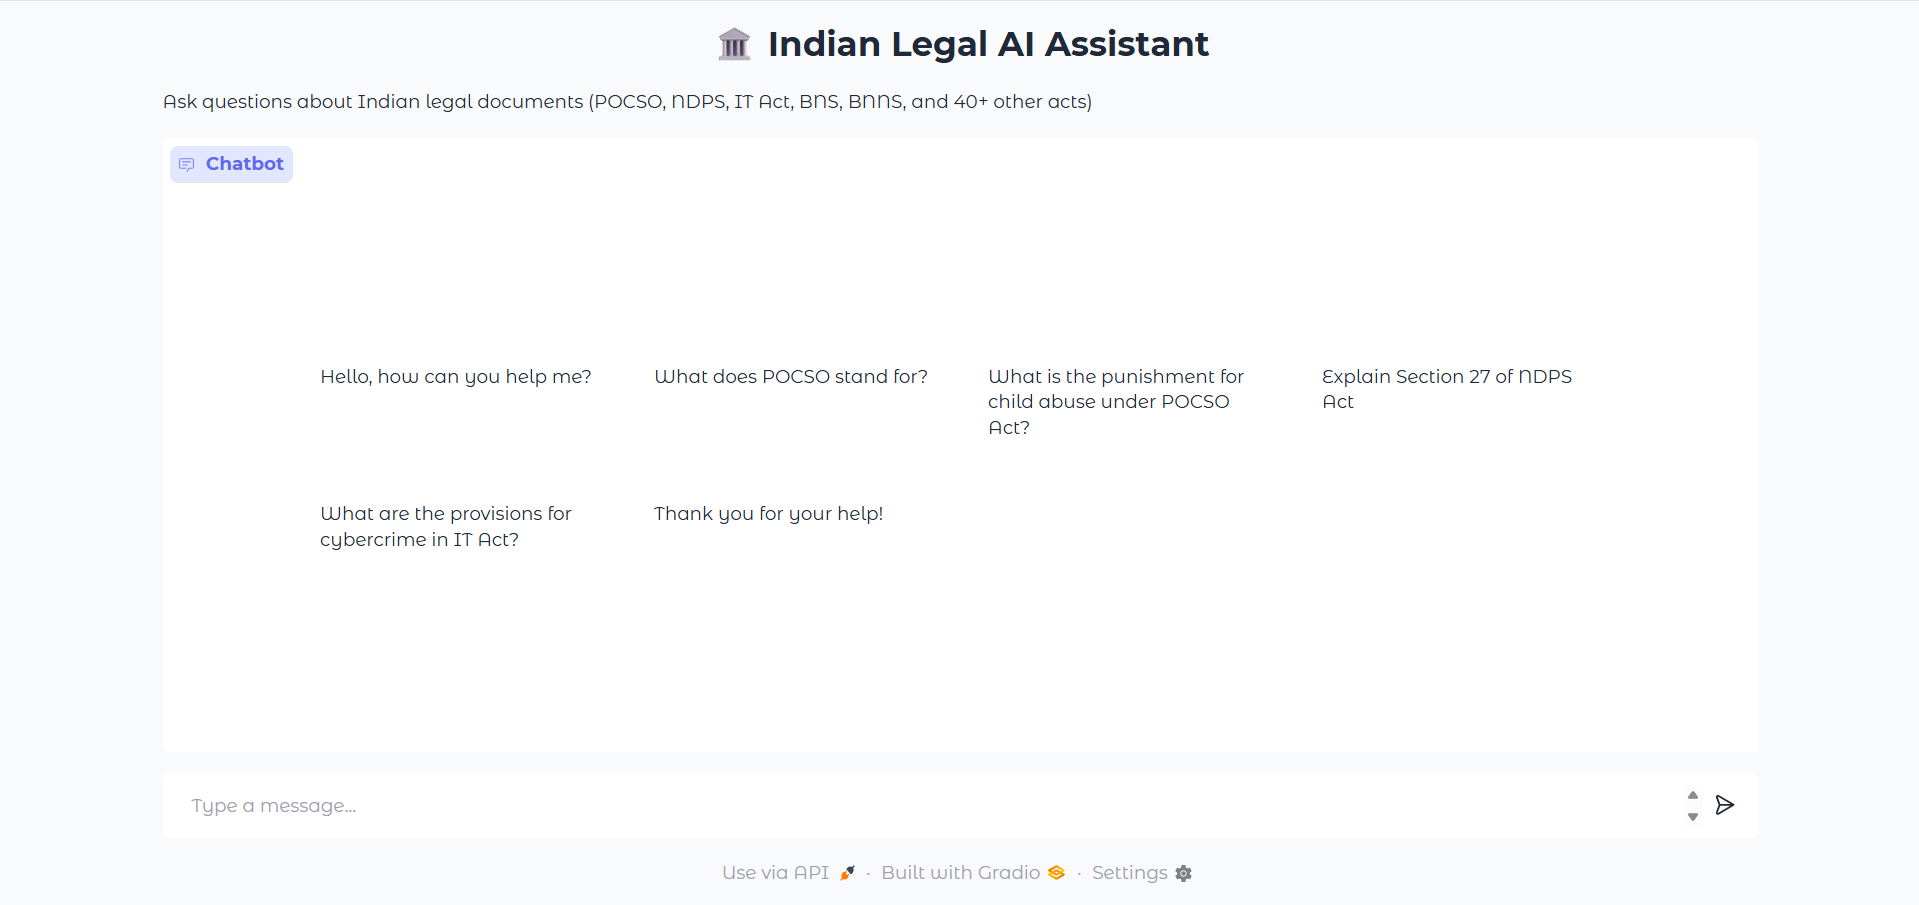 🏛️ Indian Legal AI Assistant
Ask questions about Indian legal documents (POCSO, NDPS, IT Act, BNS, BNNS, and 40+ other acts)
Chatbot
Hello, how can you help me?
What does POCSO stand for?
What is the punishment for
child abuse under POCSO
Act?
Explain Section 27 of NDPS
Act
What are the provisions for
cybercrime in IT Act?
Thank you for your help!
Type a message...
Use via API 🚀 · Built with Gradio · Settings ⚙️